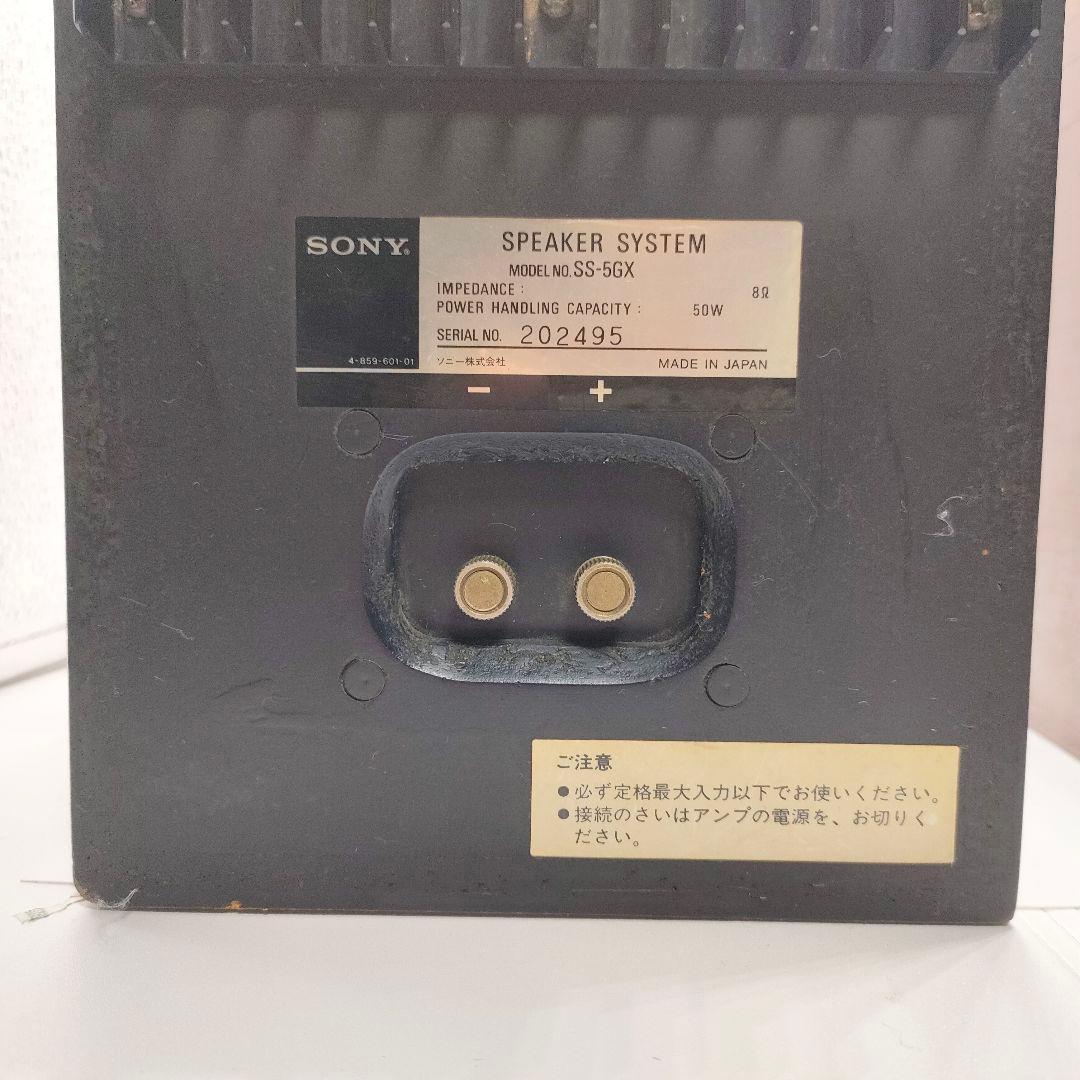 SONY®
SPEAKER SYSTEM
MODEL NO. SS-5GX
IMPEDANCE : 8Ω
POWER HANDLING CAPACITY : 50W
SERIAL NO. 202495
4-859-601-01
ソニー株式会社 MADE IN JAPAN
− +
ご注意
●必ず定格最大入力以下でお使いください。
●接続のさいはアンプの電源を、お切りく
ださい。